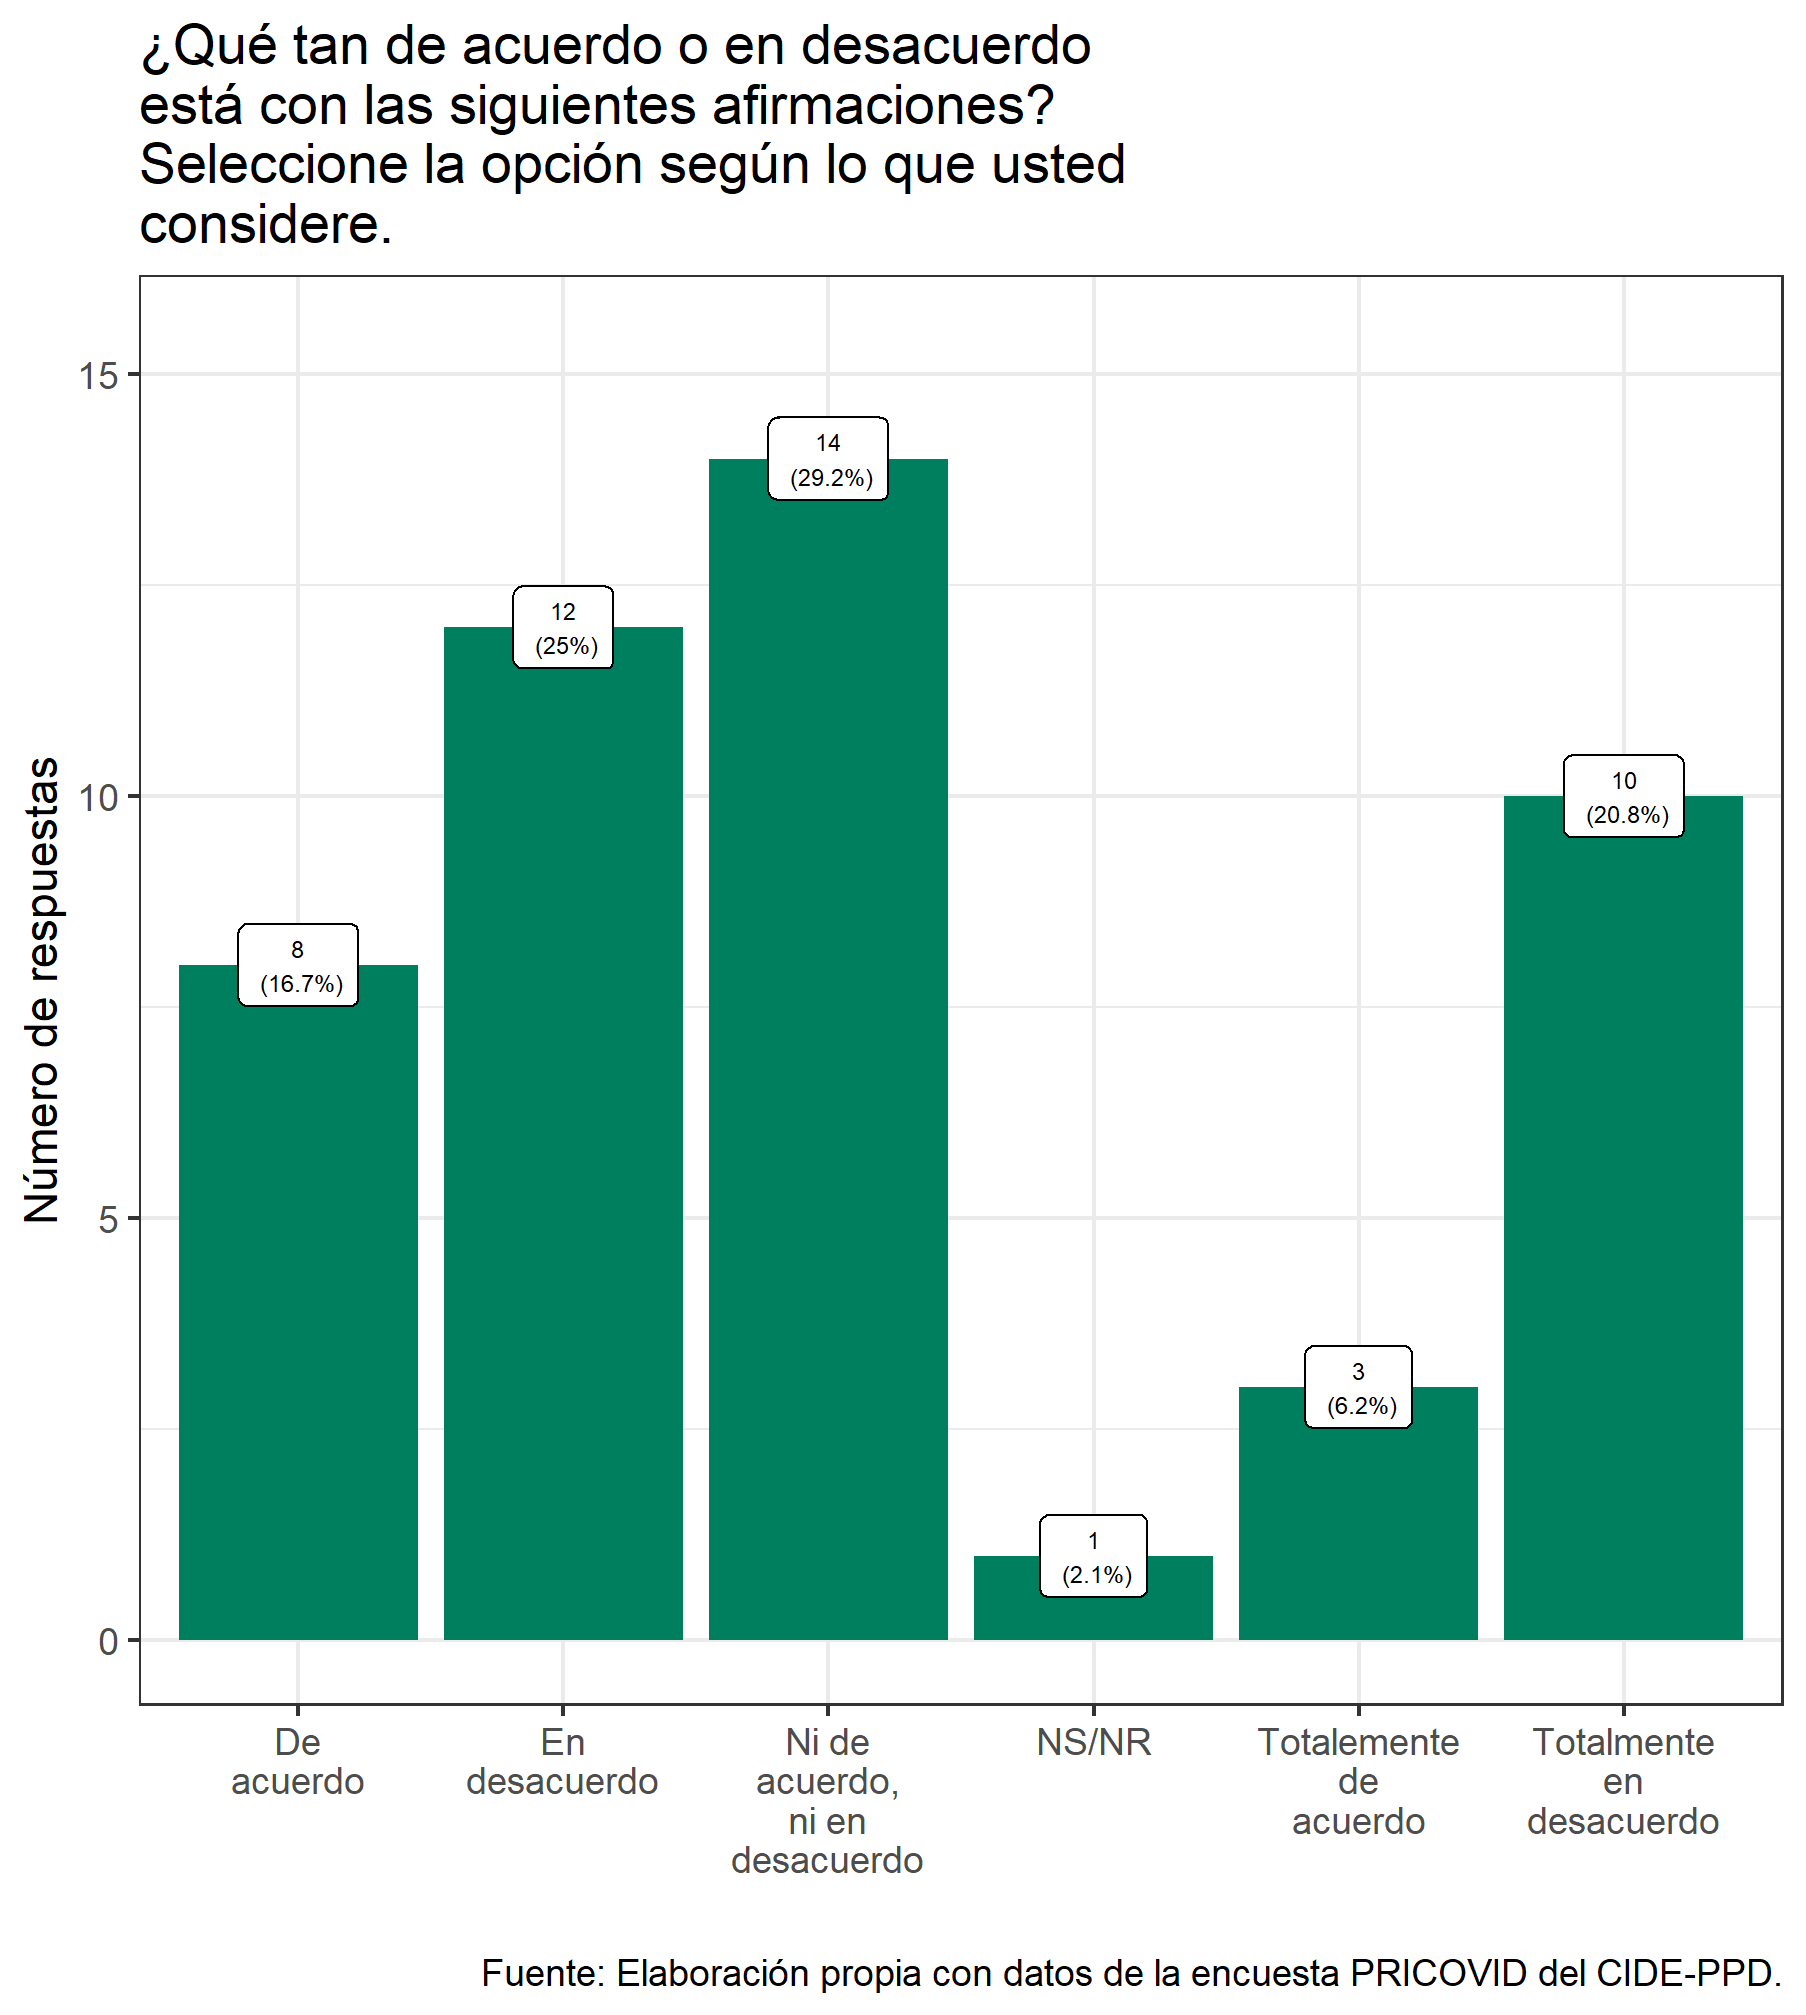 ¿Qué tan de acuerdo o en desacuerdo
está con las siguientes afirmaciones?
Seleccione la opción según lo que usted
considere.
Número de respuestas
15
10
5
0
8
(16.7%)
12
(25%)
14
(29.2%)
1
(2.1%)
3
(6.2%)
10
(20.8%)
De
acuerdo
En
desacuerdo
Ni de
acuerdo,
ni en
desacuerdo
NS/NR
Totalemente
de
acuerdo
Totalmente
en
desacuerdo
Fuente: Elaboración propia con datos de la encuesta PRICOVID del CIDE-PPD.